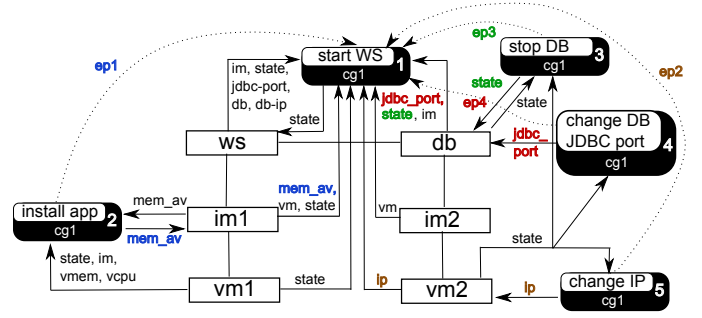 start WS
cg1
1
stop DB
cg1
3
ep3
ep1
ep2
im, state,
jdbc-port,
db, db-ip
jdbc_port,
state, im
state
ep4
state
state
change DB
JDBC port
cg1
4
jdbc_
port
ws
db
mem_av
mem_av,
vm, state
vm
install app
cg1
2
mem_av
im1
im2
state, im,
vmem, vcpu
state
state
vm1
vm2
ip
ip
change IP
cg1
5